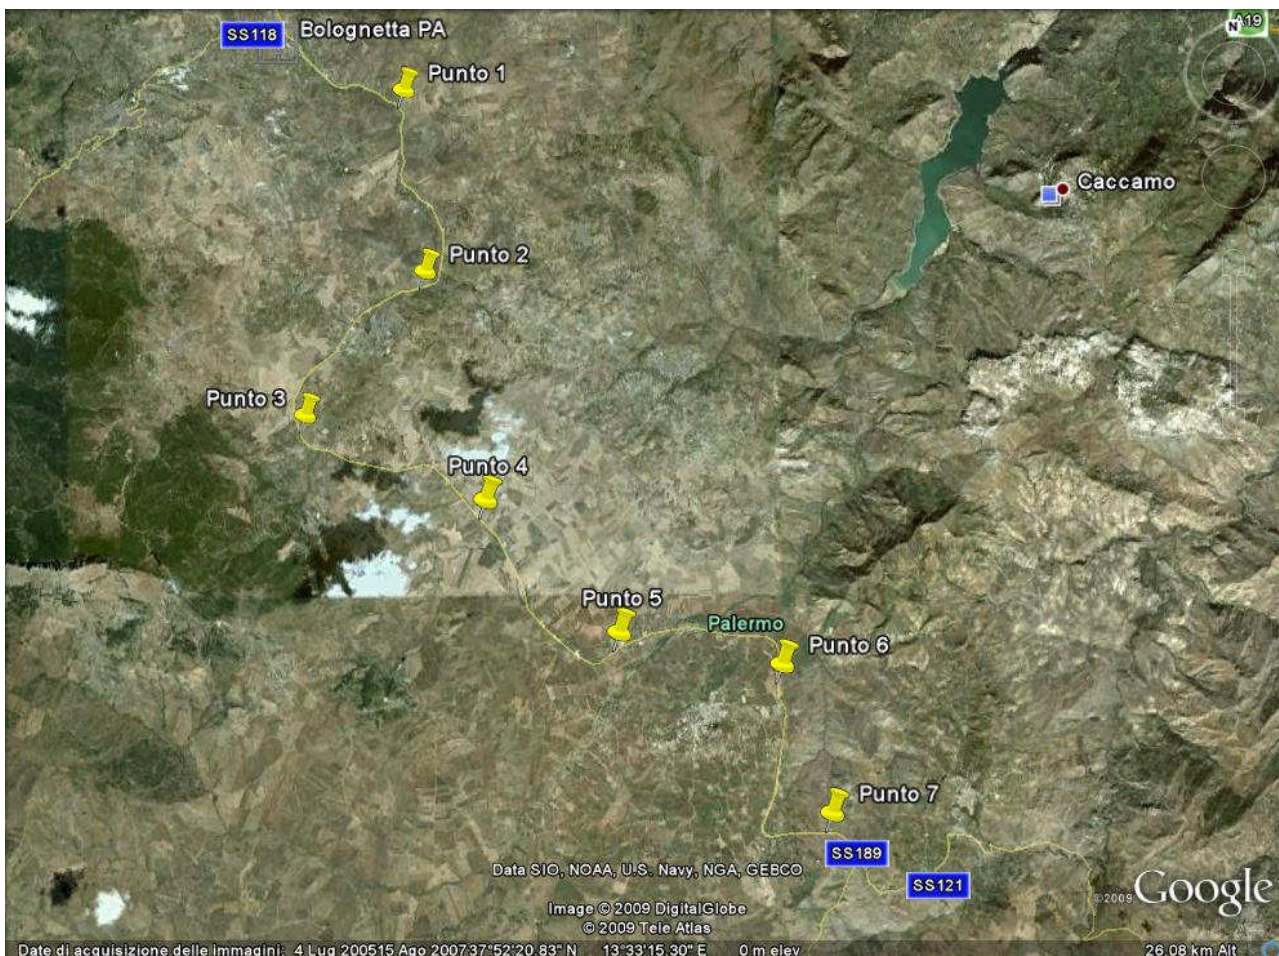 A19
N
SS118
Bolognetta PA
Punto 1
Caccamo
Punto 2
Punto 3
Punto 4
Punto 5
Palermo
Punto 6
Punto 7
SS189
SS121
Data SIO, NOAA, U.S. Navy, NGA, GEBCO
Image © 2009 DigitalGlobe
© 2009 Tele Atlas
©2009 Google
Date di acquisizione delle immagini: 4 Lug 200515 Ago 2007 37°52'20.83" N 13°33'15.30" E 0 m elev 26.08 km Alt